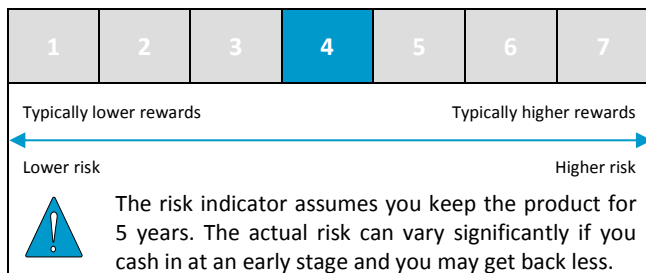 1 2 3 4 5 6 7
Typically lower rewards Typically higher rewards
Lower risk Higher risk
The risk indicator assumes you keep the product for
5 years. The actual risk can vary significantly if you
cash in at an early stage and you may get back less.